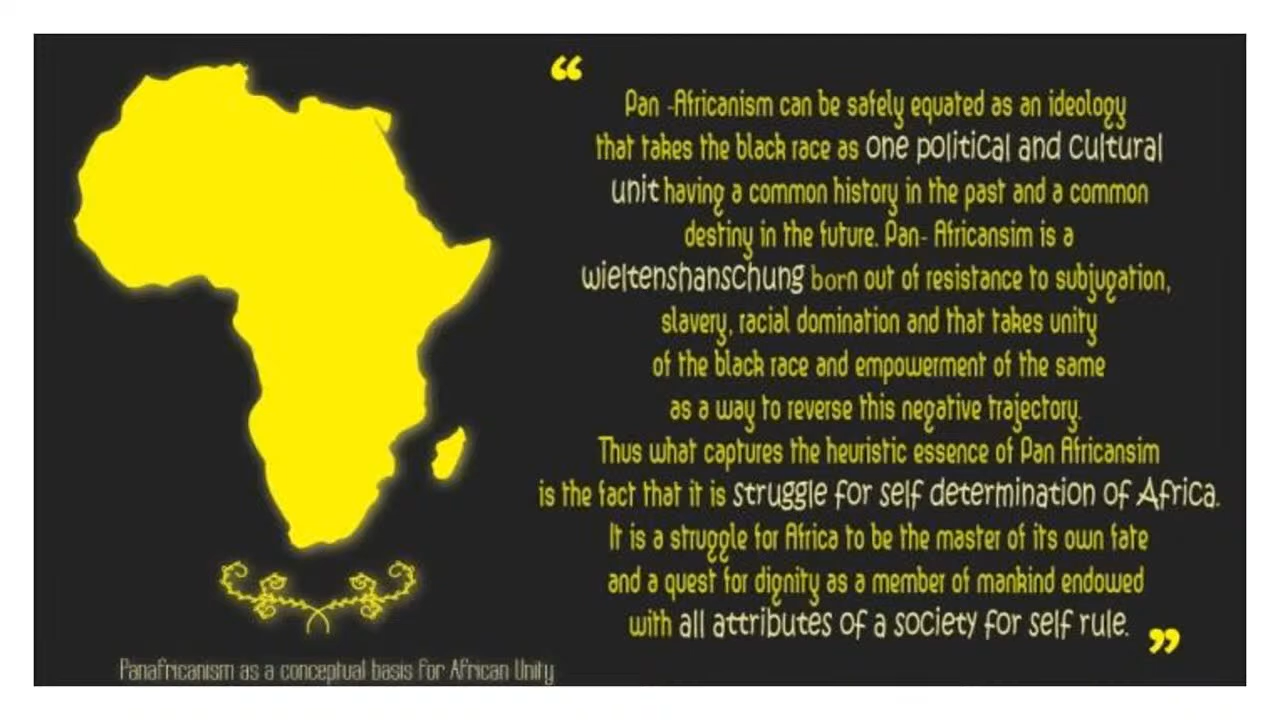 “
Pan -Africanism can be safely equated as an ideology
that takes the black race as one political and cultural
unit having a common history in the past and a common
destiny in the future. Pan- Africansim is a
wieltenshanschung born out of resistance to subjugation,
slavery, racial domination and that takes unity
of the black race and empowerment of the same
as a way to reverse this negative trajectory.
Thus what captures the heuristic essence of Pan Africansim
is the fact that it is struggle for self determination of Africa.
It is a struggle for Africa to be the master of its own fate
and a quest for dignity as a member of mankind endowed
with all attributes of a society for self rule.
”
Panafricanism as a conceptual basis for African Unity